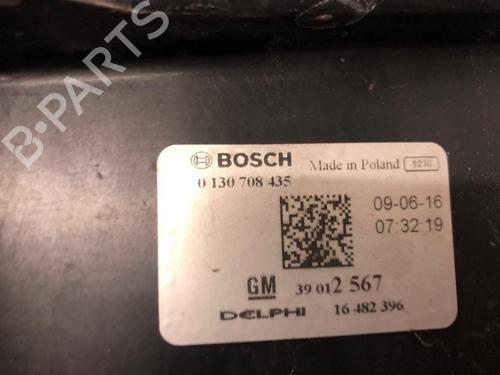 B-PARTS
BOSCH Made in Poland 5230
0 130 708 435
09-06-16
07:32:19
GM 39 012 567
DELPHI 16 482 396